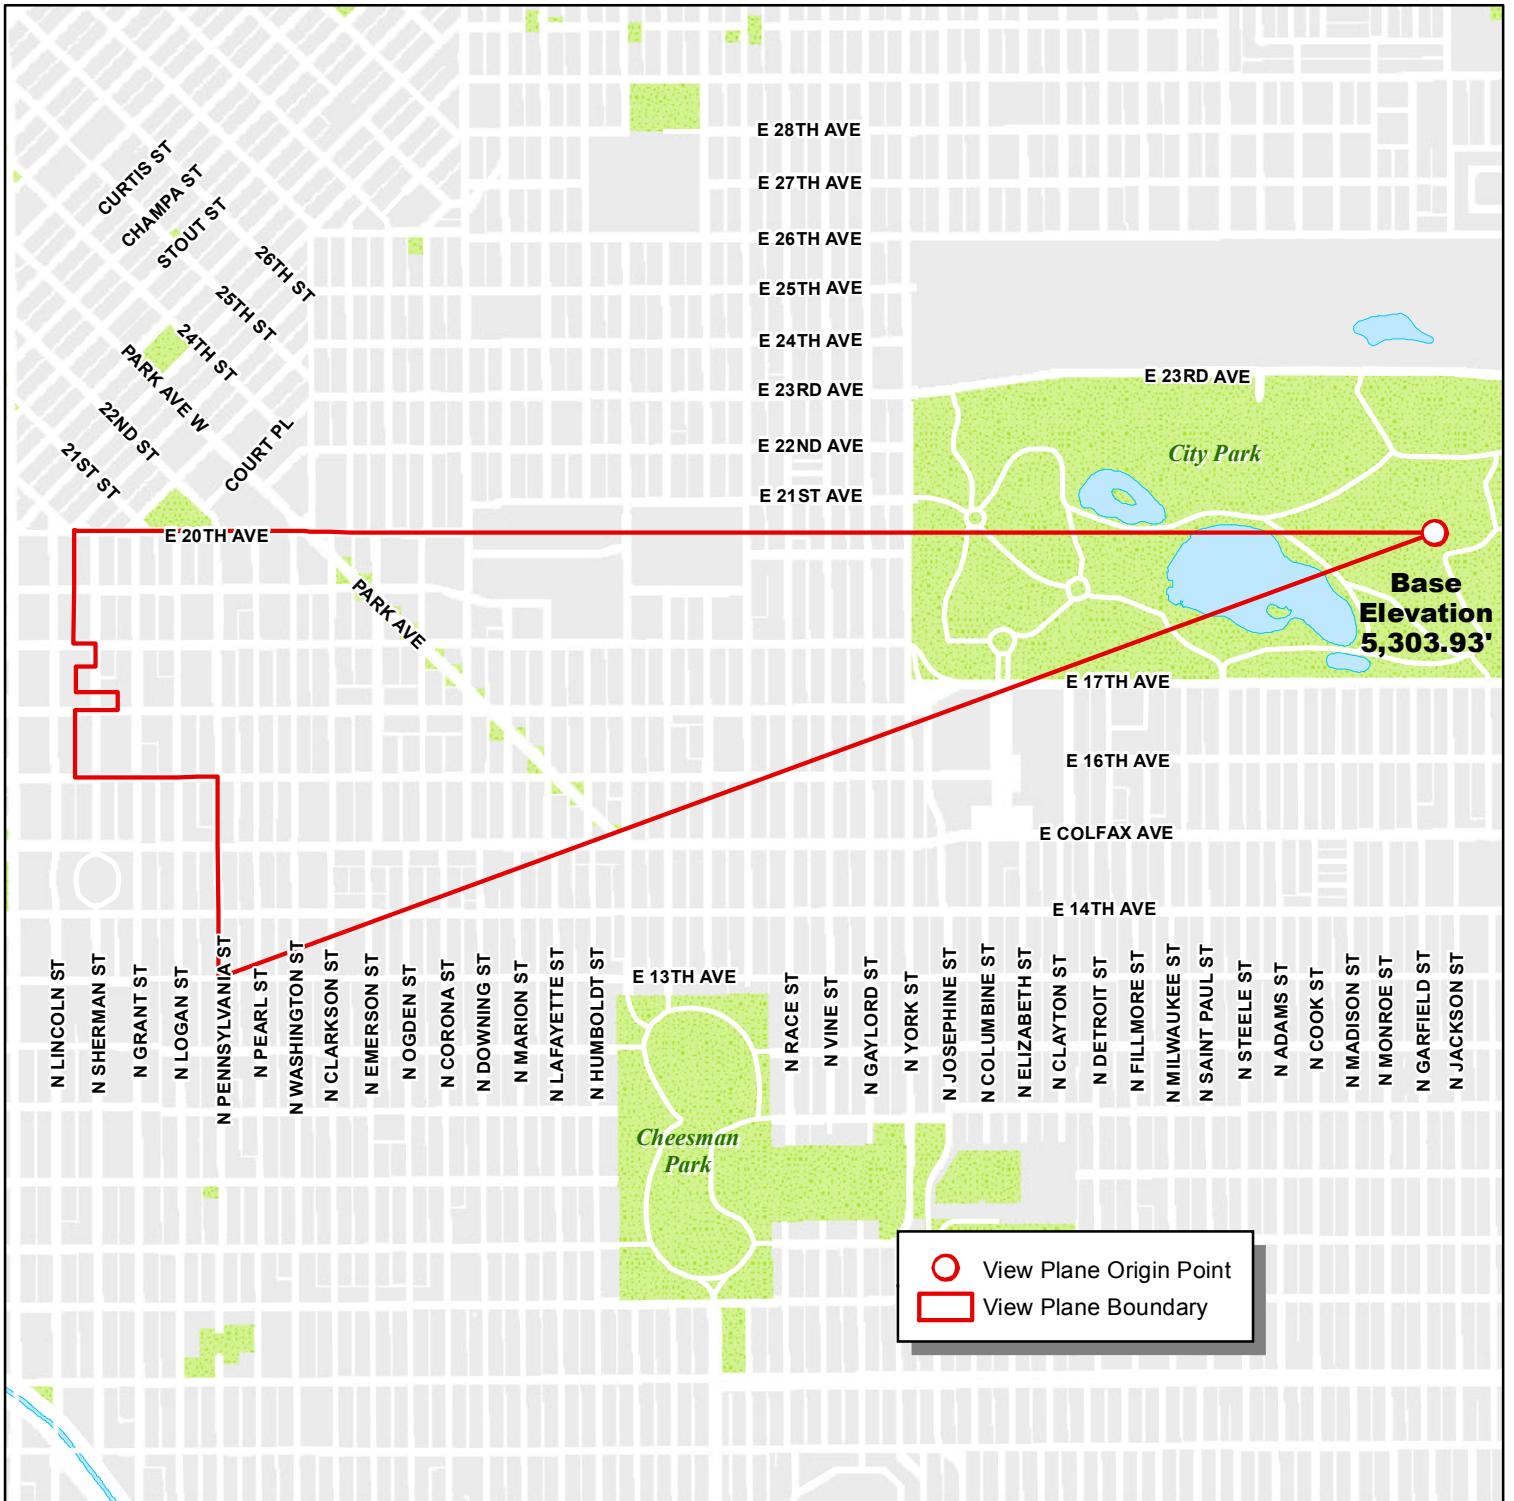 E 28TH AVE
E 27TH AVE
E 26TH AVE
E 25TH AVE
E 24TH AVE
E 23RD AVE
E 22ND AVE
E 21ST AVE
CURTIS ST
CHAMPA ST
STOUT ST
26TH ST
25TH ST
24TH ST
PARK AVE W
22ND ST
21ST ST
COURT PL
E 23RD AVE
City Park
E 20TH AVE
PARK AVE
Base
Elevation
5,303.93'
E 17TH AVE
E 16TH AVE
E COLFAX AVE
E 14TH AVE
E 13TH AVE
N LINCOLN ST
N SHERMAN ST
N GRANT ST
N LOGAN ST
N PENNSYLVANIA ST
N PEARL ST
N WASHINGTON ST
N CLARKSON ST
N EMERSON ST
N OGDEN ST
N CORONA ST
N DOWNING ST
N MARION ST
N LAFAYETTE ST
N HUMBOLDT ST
N RACE ST
N VINE ST
N GAYLORD ST
N YORK ST
N JOSEPHINE ST
N COLUMBINE ST
N ELIZABETH ST
N CLAYTON ST
N DETROIT ST
N FILLMORE ST
N MILWAUKEE ST
N SAINT PAUL ST
N STEELE ST
N ADAMS ST
N COOK ST
N MADISON ST
N MONROE ST
N GARFIELD ST
N JACKSON ST
Cheesman
Park
View Plane Origin Point
View Plane Boundary